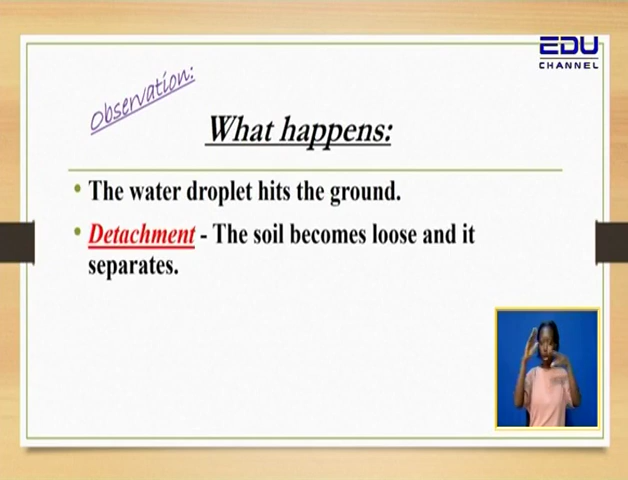 EDU
CHANNEL
Observation:
What happens:
• The water droplet hits the ground.
• Detachment - The soil becomes loose and it
separates.